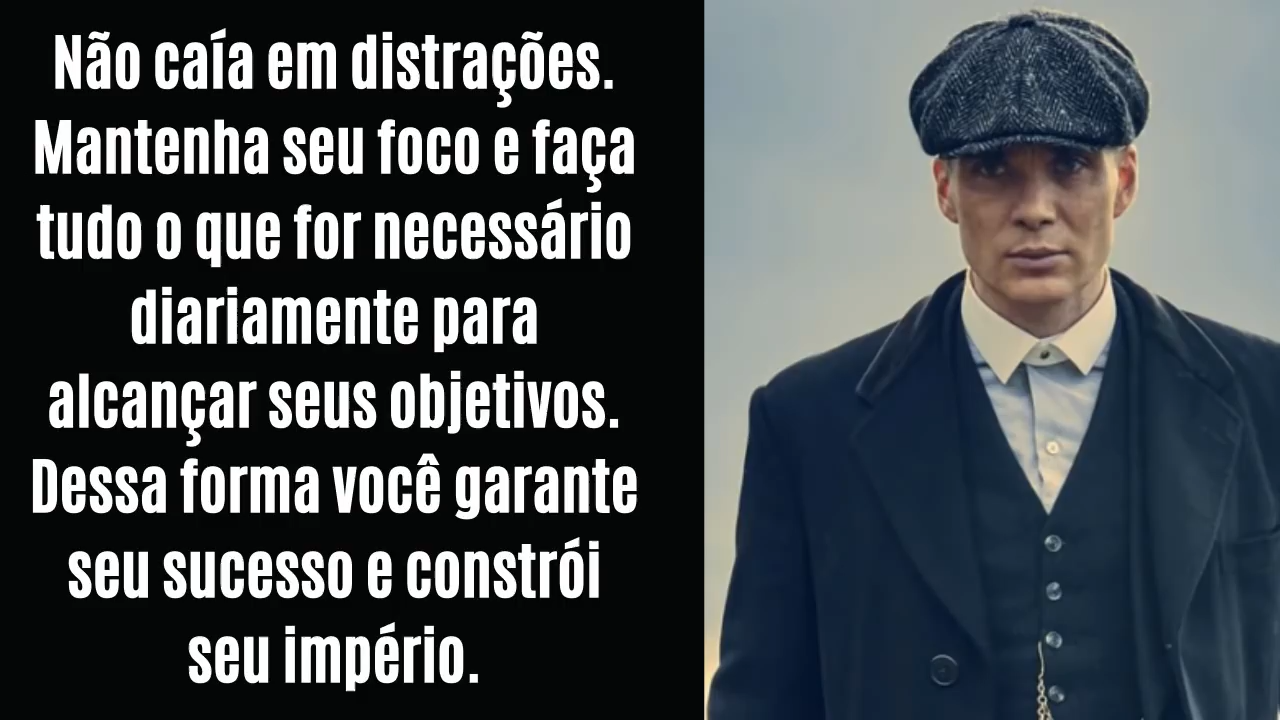 Não caía em distrações.
Mantenha seu foco e faça
tudo o que for necessário
diariamente para
alcançar seus objetivos.
Dessa forma você garante
seu sucesso e constrói
seu império.